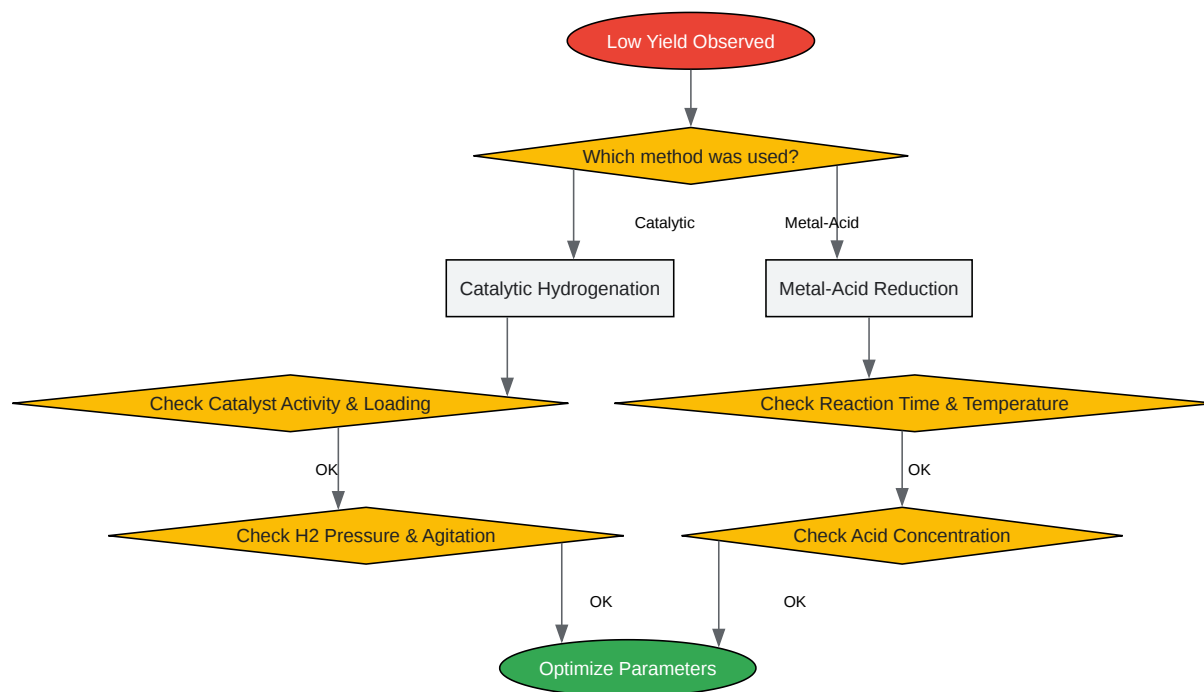 Low Yield Observed
Which method was used?
Catalytic
Metal-Acid
Catalytic Hydrogenation
Metal-Acid Reduction
Check Catalyst Activity & Loading
Check Reaction Time & Temperature
OK
OK
Check H2 Pressure & Agitation
Check Acid Concentration
OK
OK
Optimize Parameters